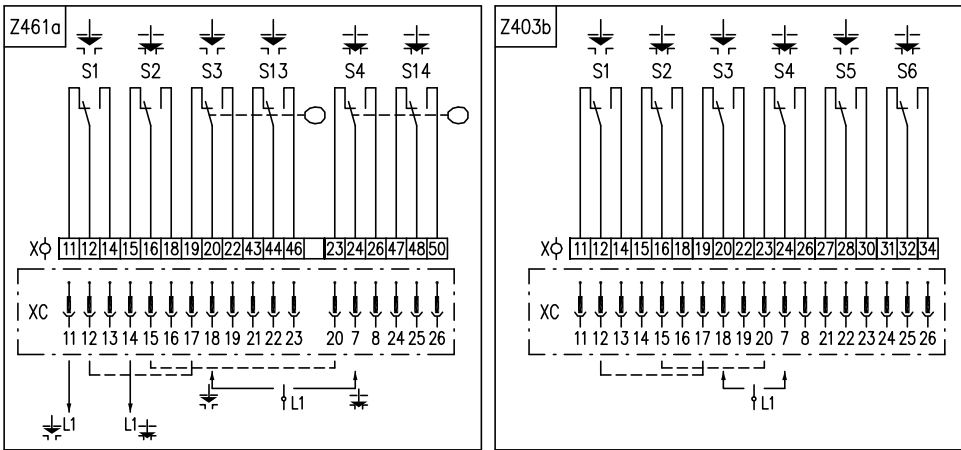 Z461a
S1 S2 S3 S13 S4 S14
X 11 12 14 15 16 18 19 20 22 43 44 46 23 24 26 47 48 50
XC
11 12 13 14 15 16 17 18 19 21 22 23 20 7 8 24 25 26
L1
L1 L1
Z403b
S1 S2 S3 S4 S5 S6
X 11 12 14 15 16 18 19 20 22 23 24 26 27 28 30 31 32 34
XC
11 12 13 14 15 16 17 18 19 20 7 8 21 22 23 24 25 26
L1